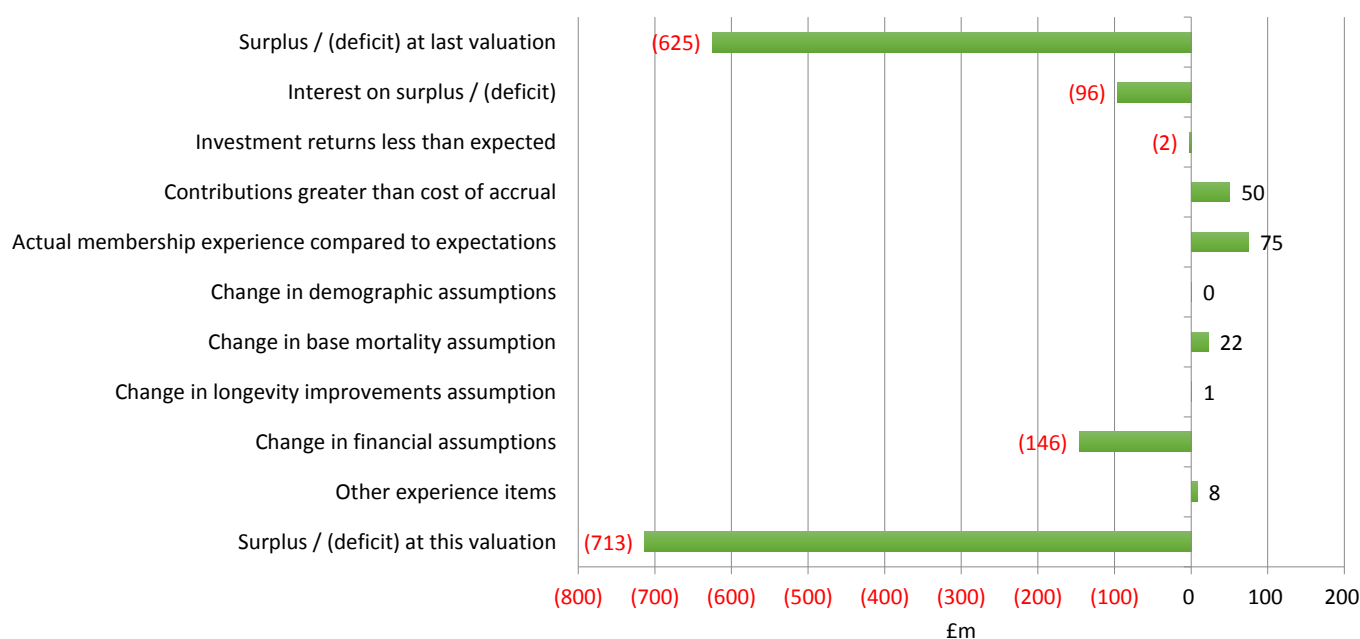 Surplus / (deficit) at last valuation (625)
Interest on surplus / (deficit) (96)
Investment returns less than expected (2)
Contributions greater than cost of accrual 50
Actual membership experience compared to expectations 75
Change in demographic assumptions 0
Change in base mortality assumption 22
Change in longevity improvements assumption 1
Change in financial assumptions (146)
Other experience items 8
Surplus / (deficit) at this valuation (713)
(800) (700) (600) (500) (400) (300) (200) (100) 0 100 200
£m